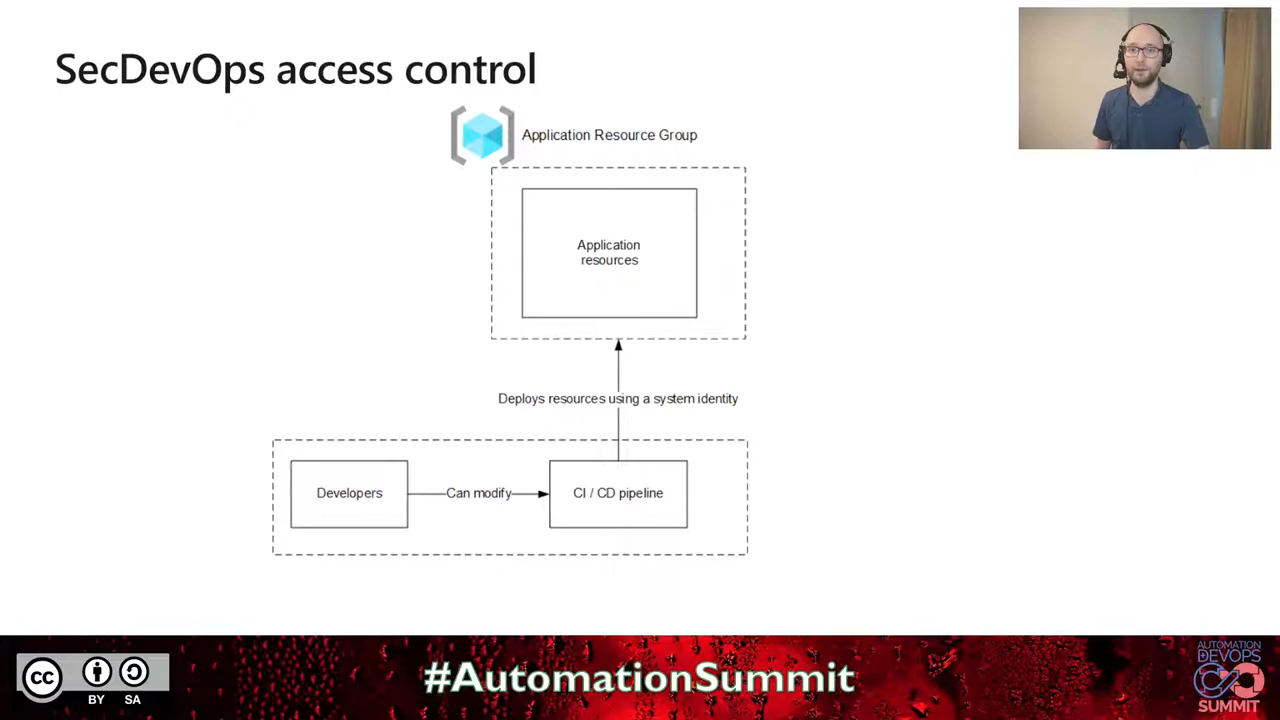 SecDevOps access control
Application Resource Group
Application
resources
Deploys resources using a system identity
Developers
Can modify
CI / CD pipeline
cc
BY
SA
#AutomationSummit
AUTOMATION
DEVOPS
SUMMIT